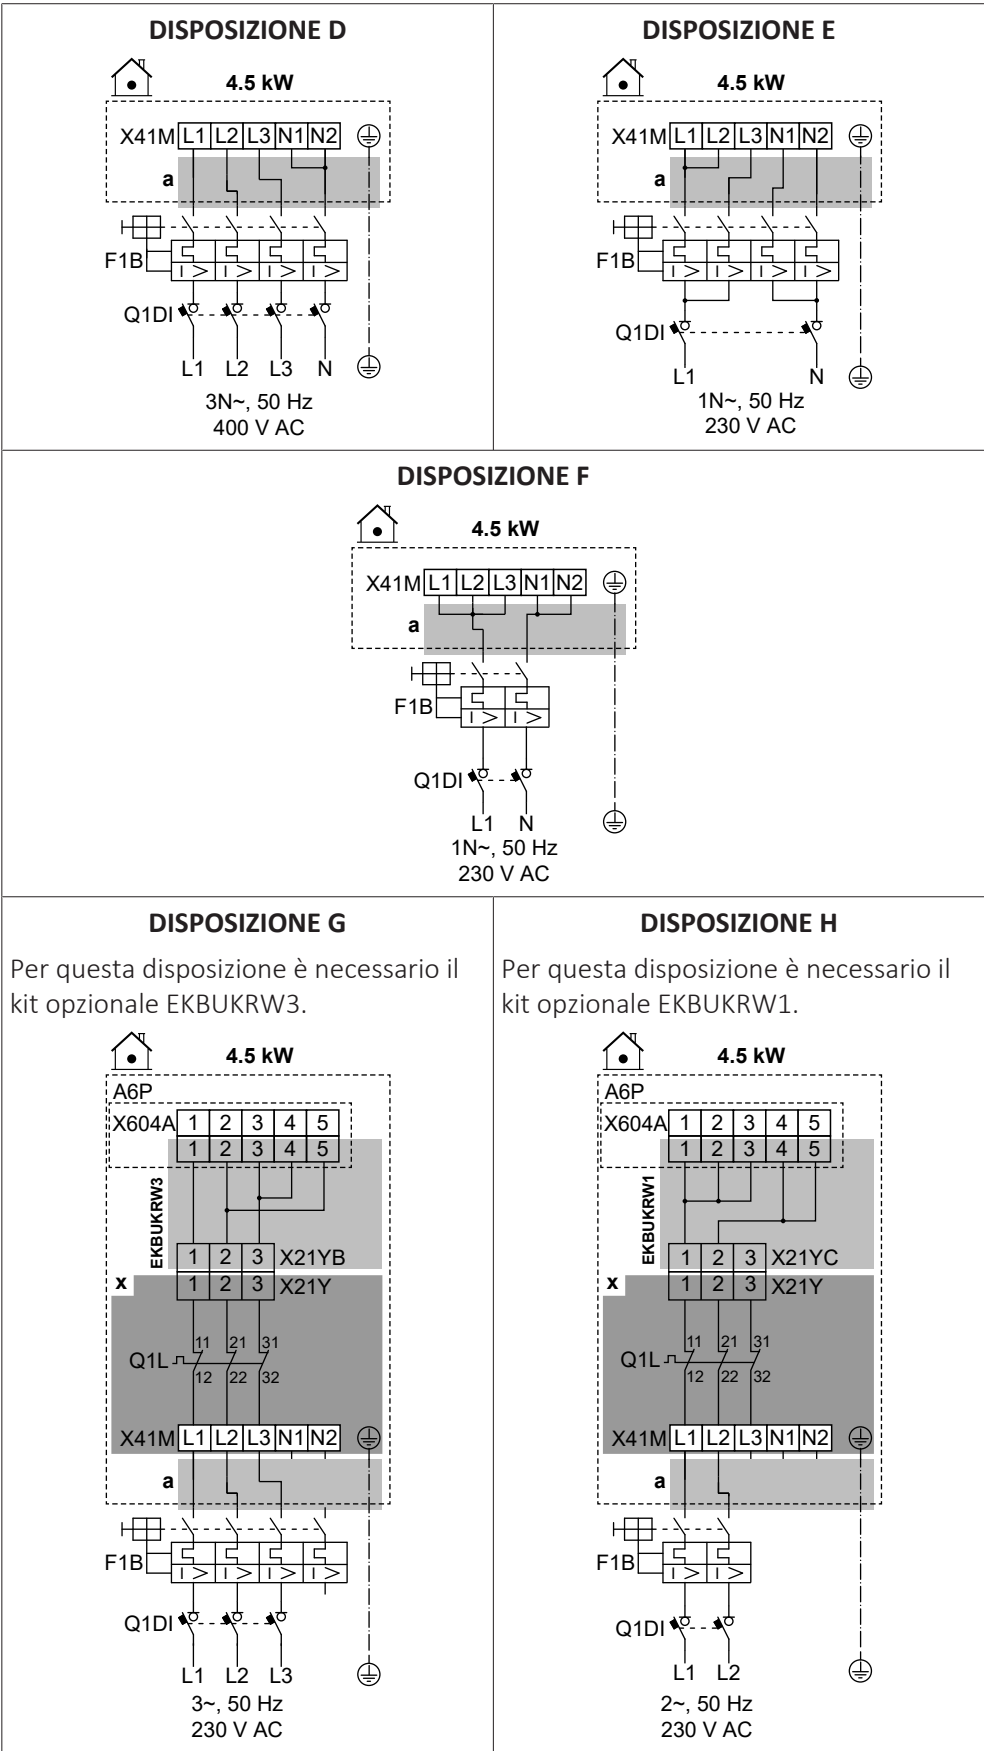 DISPOSIZIONE D
4.5 kW
X41M L1 L2 L3 N1 N2
a
F1B
I > I > I > I >
Q1DI
L1 L2 L3 N
3N~, 50 Hz
400 V AC
DISPOSIZIONE E
4.5 kW
X41M L1 L2 L3 N1 N2
a
F1B
I > I > I > I >
Q1DI
L1 N
1N~, 50 Hz
230 V AC
DISPOSIZIONE F
4.5 kW
X41M L1 L2 L3 N1 N2
a
F1B
I > I >
Q1DI
L1 N
1N~, 50 Hz
230 V AC
DISPOSIZIONE G
Per questa disposizione è necessario il
kit opzionale EKBUKRW3.
4.5 kW
A6P
X604A 1 2 3 4 5
1 2 3 4 5
EKBUKRW3
1 2 3 X21YB
x
1 2 3 X21Y
11 21 31
Q1L
12 22 32
X41M L1 L2 L3 N1 N2
a
F1B
I > I > I > I >
Q1DI
L1 L2 L3
3~, 50 Hz
230 V AC
DISPOSIZIONE H
Per questa disposizione è necessario il
kit opzionale EKBUKRW1.
4.5 kW
A6P
X604A 1 2 3 4 5
1 2 3 4 5
EKBUKRW1
1 2 3 X21YC
x
1 2 3 X21Y
11 21 31
Q1L
12 22 32
X41M L1 L2 L3 N1 N2
a
F1B
I > I >
Q1DI
L1 L2
2~, 50 Hz
230 V AC